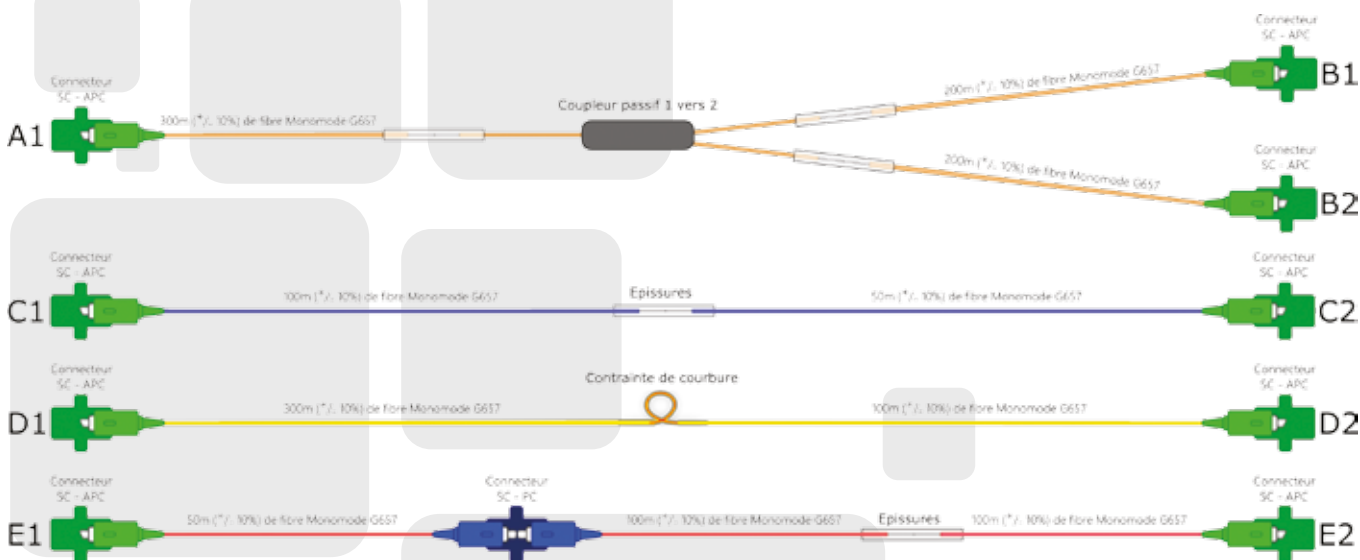 Connecteur
SC - APC
B1
200m (+/. 10%) de fibre Monomode G657
Connecteur
SC - APC
A1
300m (+/. 10%) de fibre Monomode G657
Coupleur passif 1 vers 2
200m (+/. 10%) de fibre Monomode G657
Connecteur
SC - APC
B2
Connecteur
SC - APC
C1
100m (+/. 10%) de fibre Monomode G657
Epissures
50m (+/. 10%) de fibre Monomode G657
Connecteur
SC - APC
C2
Connecteur
SC - APC
D1
300m (+/. 10%) de fibre Monomode G657
Contrainte de courbure
100m (+/. 10%) de fibre Monomode G657
Connecteur
SC - APC
D2
Connecteur
SC - APC
E1
50m (+/. 10%) de fibre Monomode G657
Connecteur
SC - PC
100m (+/. 10%) de fibre Monomode G657
Epissures
100m (+/. 10%) de fibre Monomode G657
Connecteur
SC - APC
E2